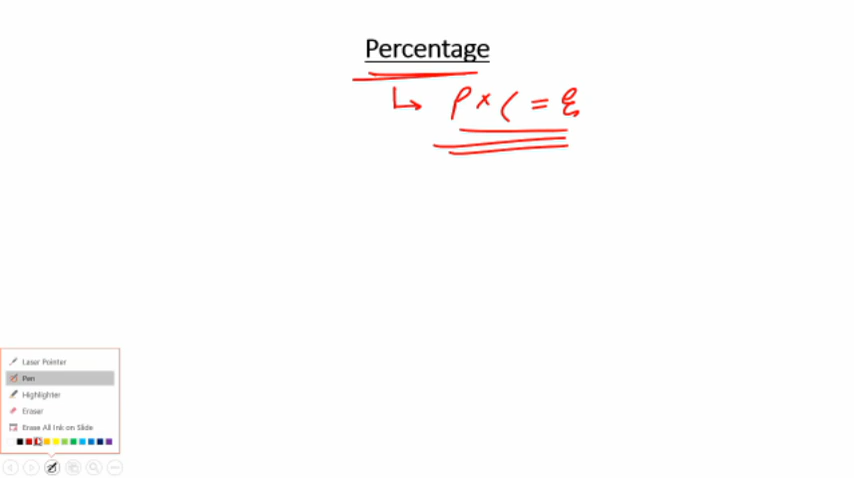 Percentage
P × C = E
Laser Pointer
Pen
Highlighter
Eraser
Erase All Ink on Slide